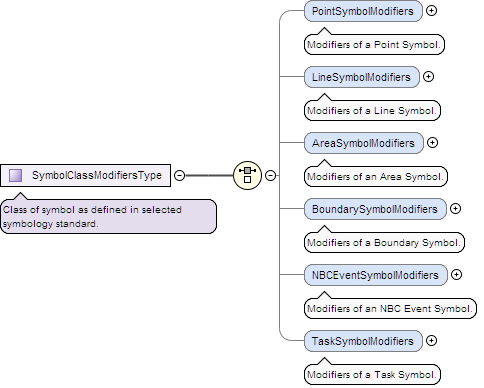 PointSymbolModifiers
Modifiers of a Point Symbol.
LineSymbolModifiers
Modifiers of a Line Symbol.
AreaSymbolModifiers
Modifiers of an Area Symbol.
SymbolClassModifiersType
Class of symbol as defined in selected
symbology standard.
BoundarySymbolModifiers
Modifiers of a Boundary Symbol.
NBCEventSymbolModifiers
Modifiers of an NBC Event Symbol.
TaskSymbolModifiers
Modifiers of a Task Symbol.